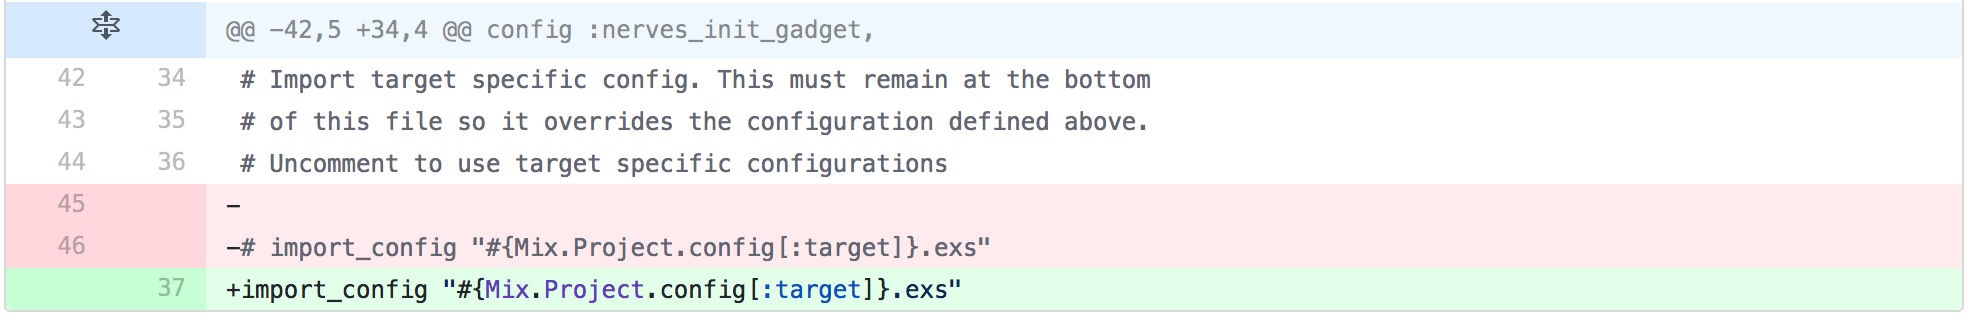 @@ -42,5 +34,4 @@ config :nerves_init_gadget,
42 34 # Import target specific config. This must remain at the bottom
43 35 # of this file so it overrides the configuration defined above.
44 36 # Uncomment to use target specific configurations
45 -
46 -# import_config "#{Mix.Project.config[:target]}.exs"
37 +import_config "#{Mix.Project.config[:target]}.exs"